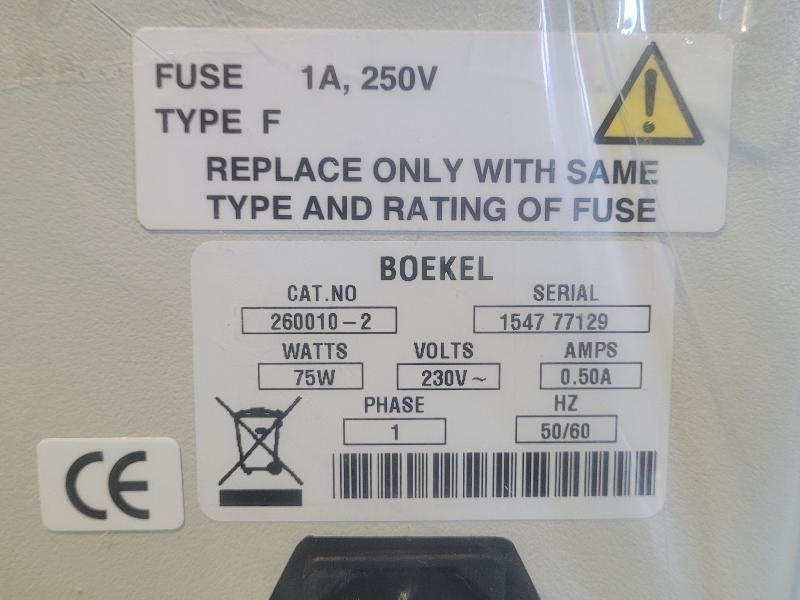 FUSE 1A, 250V
TYPE F
REPLACE ONLY WITH SAME
TYPE AND RATING OF FUSE
BOEKEL
CAT.NO SERIAL
260010-2 1547 77129
WATTS VOLTS AMPS
75W 230V~ 0.50A
PHASE HZ
1 50/60
CE